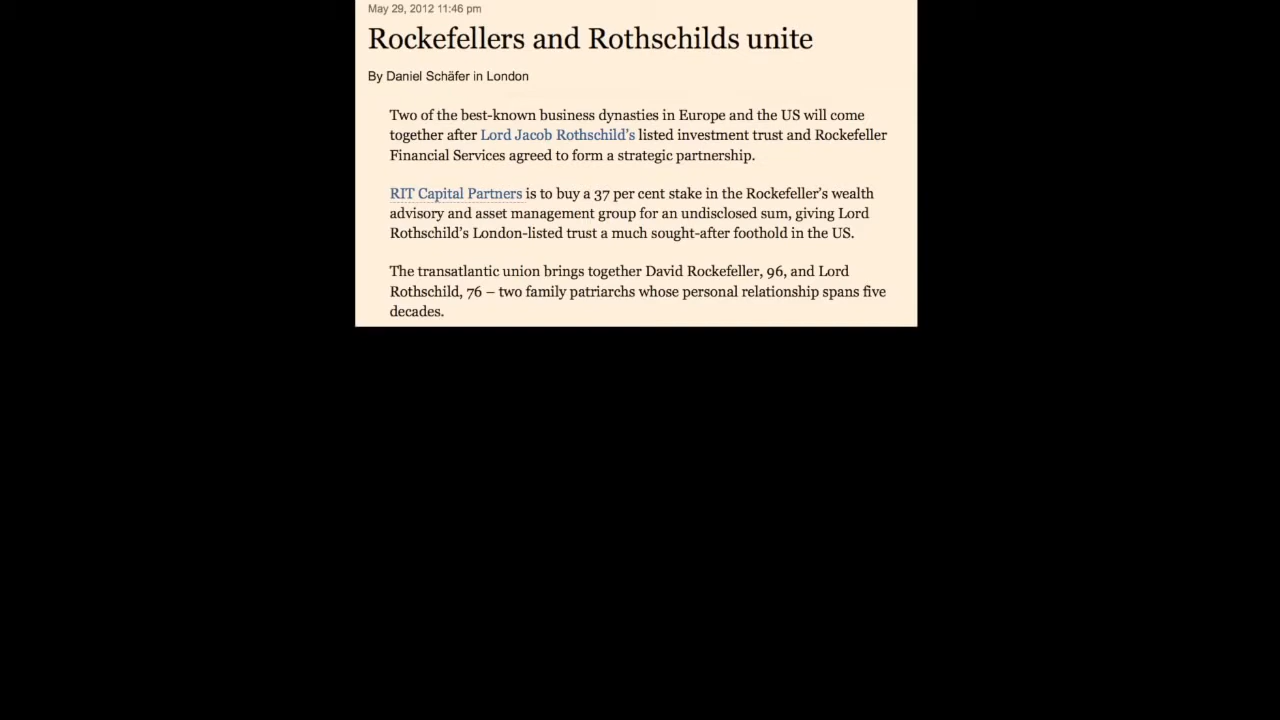 May 29, 2012 11:46 pm
Rockefellers and Rothschilds unite
By Daniel Schäfer in London
Two of the best-known business dynasties in Europe and the US will come
together after Lord Jacob Rothschild's listed investment trust and Rockefeller
Financial Services agreed to form a strategic partnership.
RIT Capital Partners is to buy a 37 per cent stake in the Rockefeller's wealth
advisory and asset management group for an undisclosed sum, giving Lord
Rothschild's London-listed trust a much sought-after foothold in the US.
The transatlantic union brings together David Rockefeller, 96, and Lord
Rothschild, 76 – two family patriarchs whose personal relationship spans five
decades.